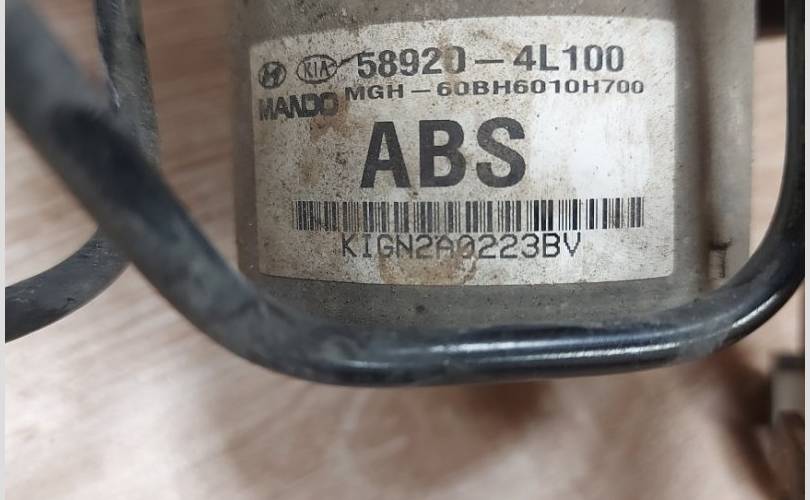 KIA 58920-4L100
MANDO MGH-60BH6010H700
ABS
KIGN2A0223BV